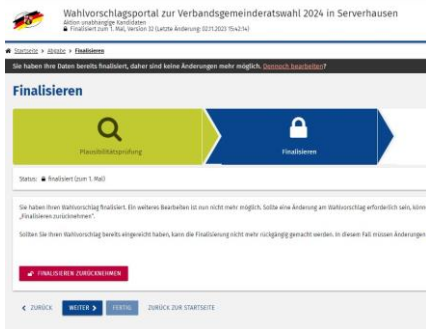 Wahlvorschlagsportal zur Verbandsgemeinderatswahl 2024 in Serverhausen
Aktion unabhängige Kandidaten
Finalisiert zum 1. Mal, Version 32 (Letzte Änderung: 02.11.2023 15:42:14)
Startseite > Abgabe > Finalisieren
Sie haben Ihre Daten bereits finalisiert, daher sind keine Änderungen mehr möglich. Dennoch bearbeiten?
Finalisieren
Plausibilitätsprüfung
Finalisieren
Status: finalisiert (zum 1. Mal)
Sie haben Ihren Wahlvorschlag finalisiert. Ein weiteres Bearbeiten ist nun nicht mehr möglich. Sollte eine Änderung am Wahlvorschlag erforderlich sein, könn
„Finalisieren zurücknehmen".
Sollten Sie Ihren Wahlvorschlag bereits eingereicht haben, kann die Finalisierung nicht mehr rückgängig gemacht werden. In diesem Fall müssen Änderungen
FINALISIEREN ZURÜCKNEHMEN
< ZURÜCK WEITER > FERTIG ZURÜCK ZUR STARTSEITE